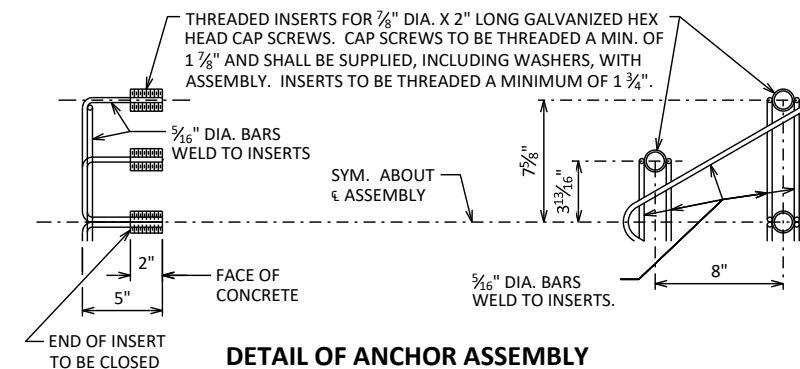 THREADED INSERTS FOR ⅞" DIA. X 2" LONG GALVANIZED HEX
HEAD CAP SCREWS. CAP SCREWS TO BE THREADED A MIN. OF
1 ⅞" AND SHALL BE SUPPLIED, INCLUDING WASHERS, WITH
ASSEMBLY. INSERTS TO BE THREADED A MINIMUM OF 1 ¾".
5/16" DIA. BARS
WELD TO INSERTS
SYM. ABOUT
℄ ASSEMBLY
7⅝"
3 13/16"
2"
5"
FACE OF
CONCRETE
5/16" DIA. BARS
WELD TO INSERTS.
8"
END OF INSERT
TO BE CLOSED
DETAIL OF ANCHOR ASSEMBLY